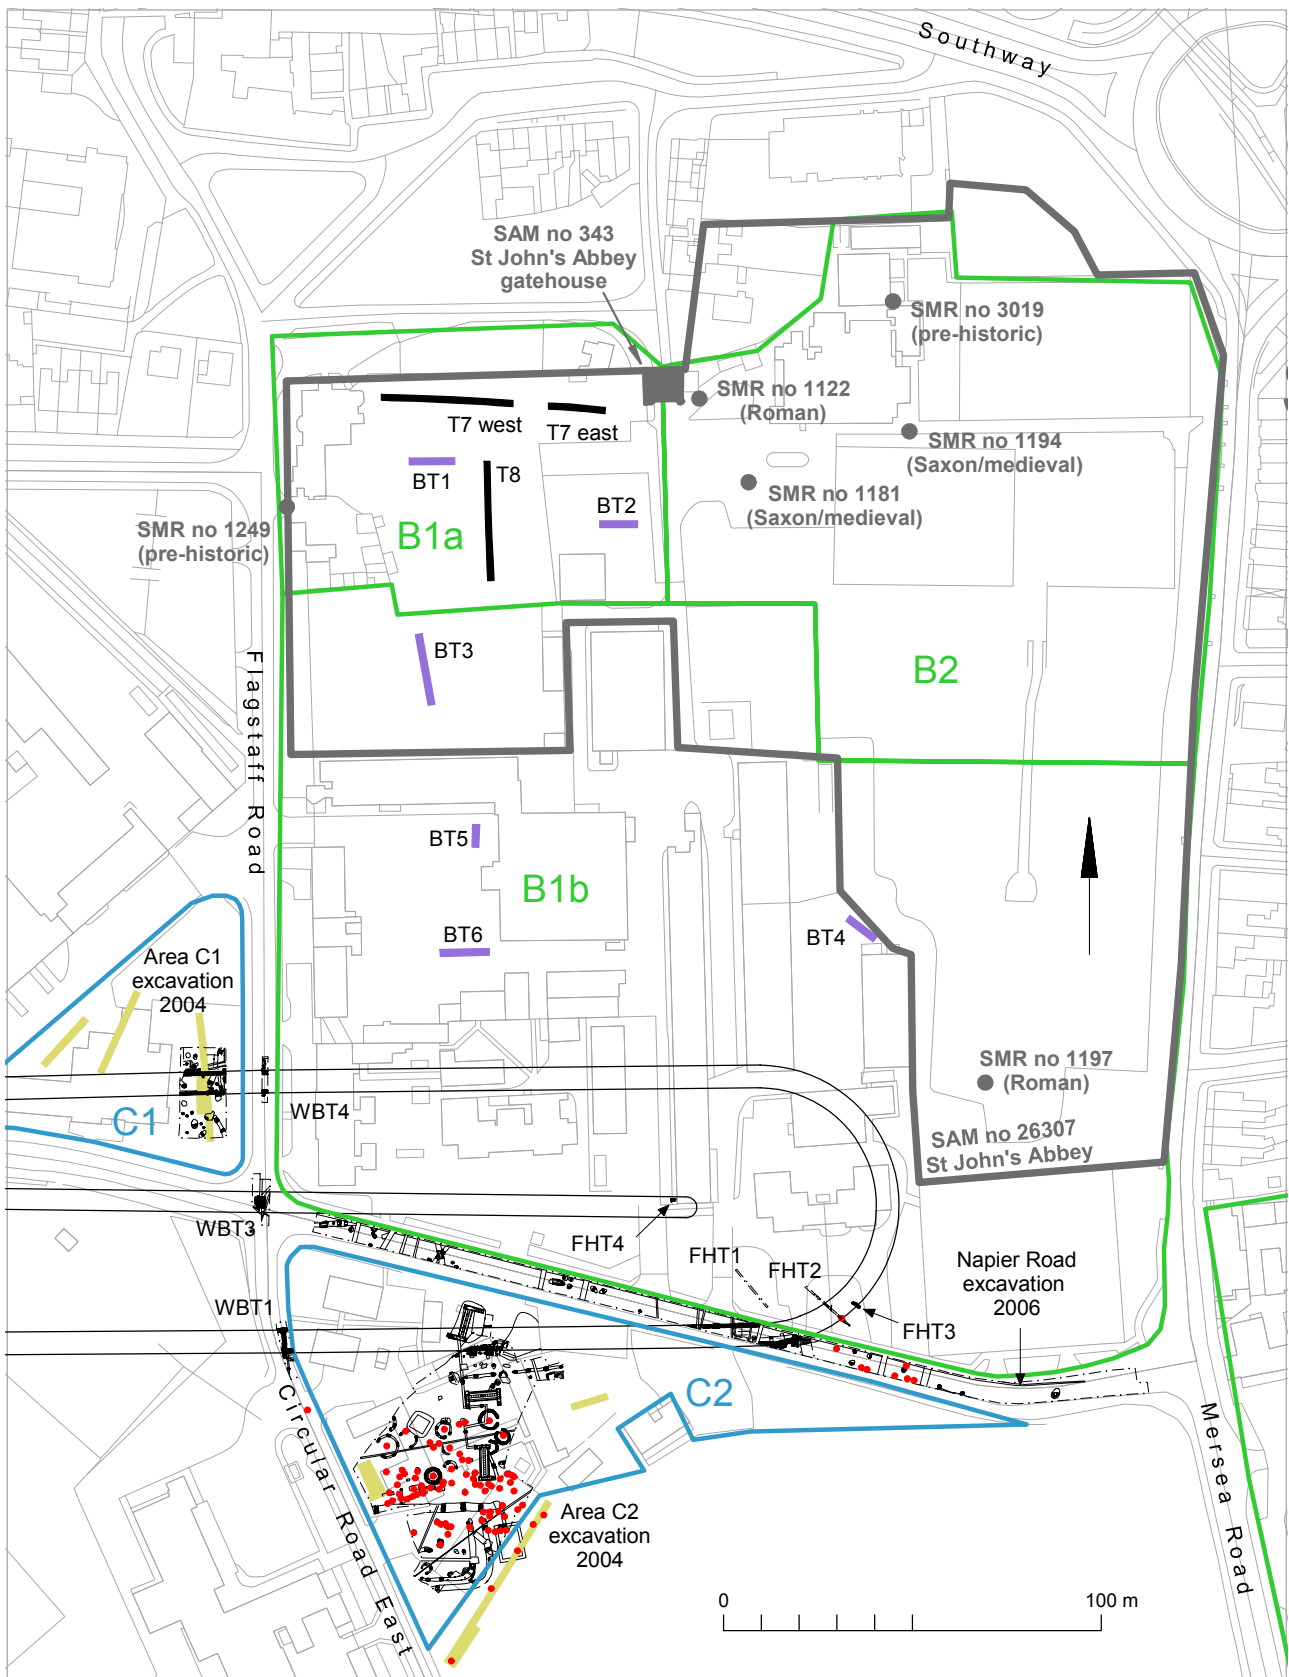 Southway
SAM no 343
St John's Abbey
gatehouse
SMR no 3019
(pre-historic)
SMR no 1122
(Roman)
T7 west
T7 east
SMR no 1194
(Saxon/medieval)
BT1
T8
SMR no 1181
(Saxon/medieval)
BT2
SMR no 1249
(pre-historic)
B1a
BT3
B2
Flagstaff Road
BT5
B1b
BT6
BT4
Area C1
excavation
2004
SMR no 1197
(Roman)
C1
WBT4
SAM no 26307
St John's Abbey
WBT3
FHT4
FHT1
FHT2
Napier Road
excavation
2006
WBT1
FHT3
C2
Circular Road East
Mersea Road
Area C2
excavation
2004
0
100 m